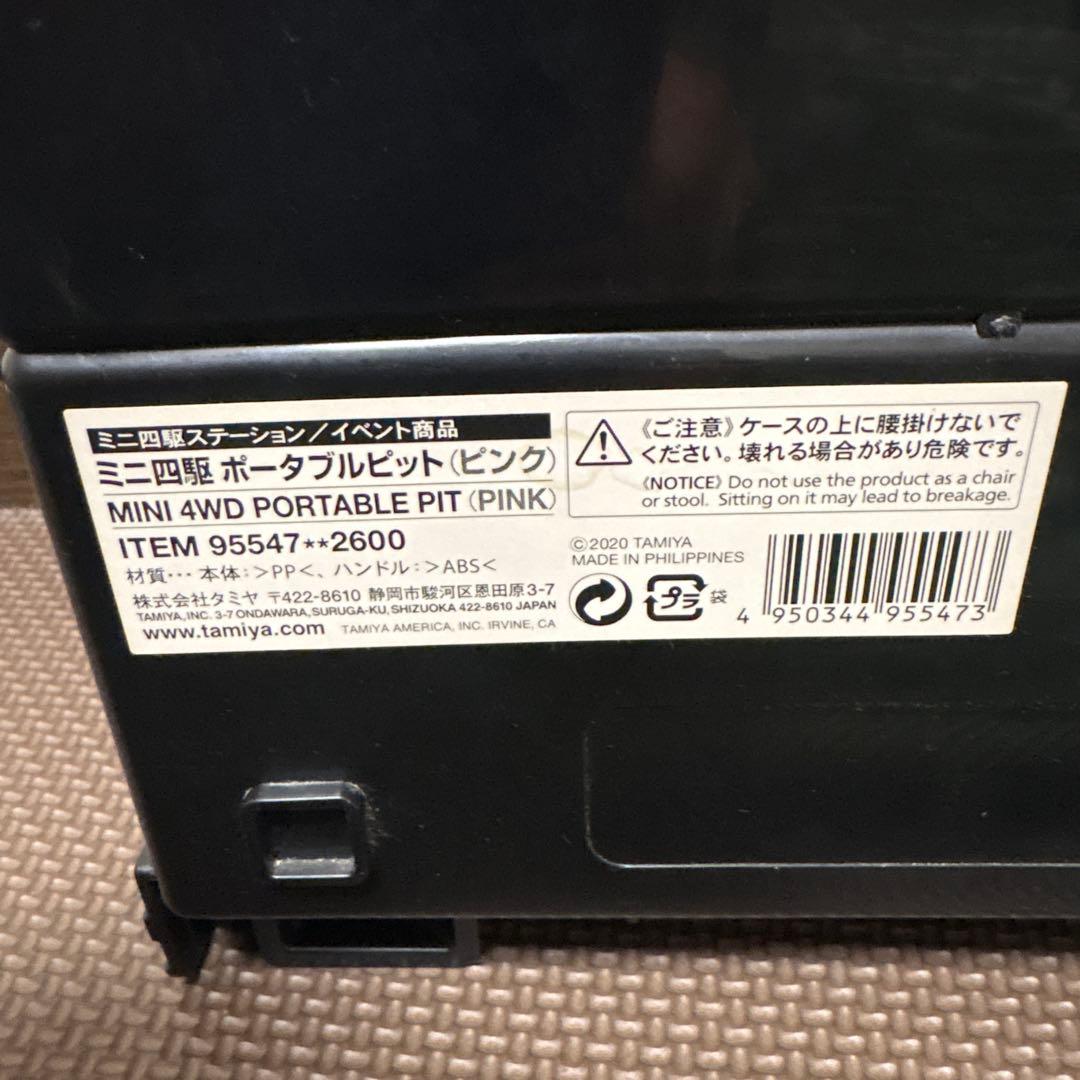 ミニ四駆ステーション/イベント商品
ミニ四駆 ポータブルピット(ピンク)
MINI 4WD PORTABLE PIT (PINK)
ITEM 95547**2600
材質… 本体:>PP<、ハンドル:>ABS<
株式会社タミヤ 〒422-8610 静岡市駿河区恩田原3-7
TAMIYA, INC. 3-7 ONDAWARA, SURUGA-KU, SHIZUOKA 422-8610 JAPAN
www.tamiya.com TAMIYA AMERICA, INC. IRVINE, CA
《ご注意》ケースの上に腰掛けないで
ください。壊れる場合があり危険です。
《NOTICE》 Do not use the product as a chair
or stool. Sitting on it may lead to breakage.
©2020 TAMIYA
MADE IN PHILIPPINES
プラ 袋
4 950344 955473